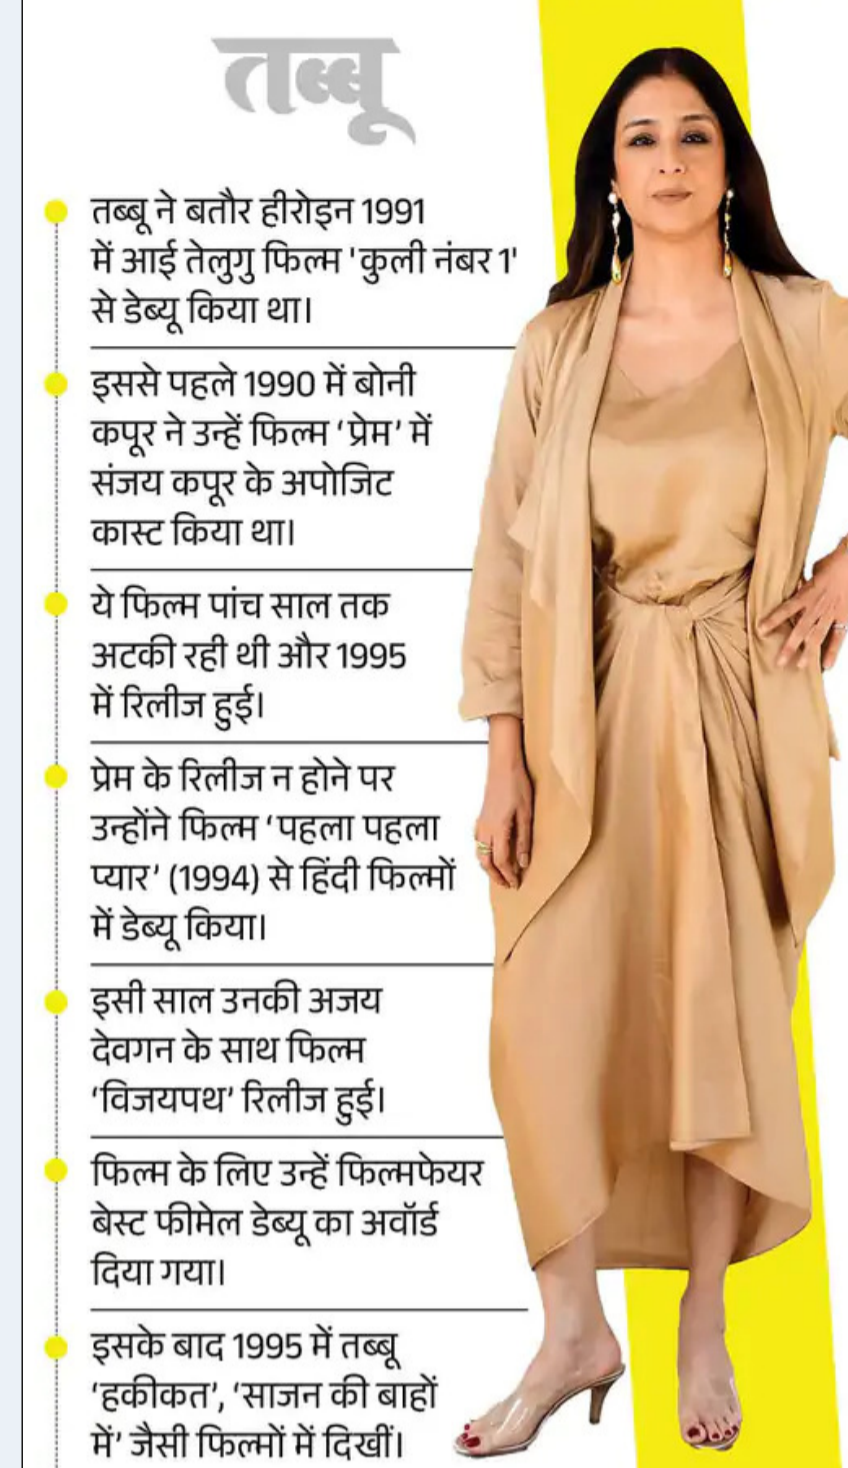 तब्बू
तब्बू ने बतौर हीरोइन 1991
में आई तेलुगु फिल्म 'कुली नंबर 1'
से डेब्यू किया था।
इससे पहले 1990 में बोनी
कपूर ने उन्हें फिल्म ‘प्रेम’ में
संजय कपूर के अपोजिट
कास्ट किया था।
ये फिल्म पांच साल तक
अटकी रही थी और 1995
में रिलीज हुई।
प्रेम के रिलीज न होने पर
उन्होंने फिल्म ‘पहला पहला
प्यार’ (1994) से हिंदी फिल्मों
में डेब्यू किया।
इसी साल उनकी अजय
देवगन के साथ फिल्म
‘विजयपथ’ रिलीज हुई।
फिल्म के लिए उन्हें फिल्मफेयर
बेस्ट फीमेल डेब्यू का अवॉर्ड
दिया गया।
इसके बाद 1995 में तब्बू
‘हकीकत’, ‘साजन की बाहों
में’ जैसी फिल्मों में दिखीं।